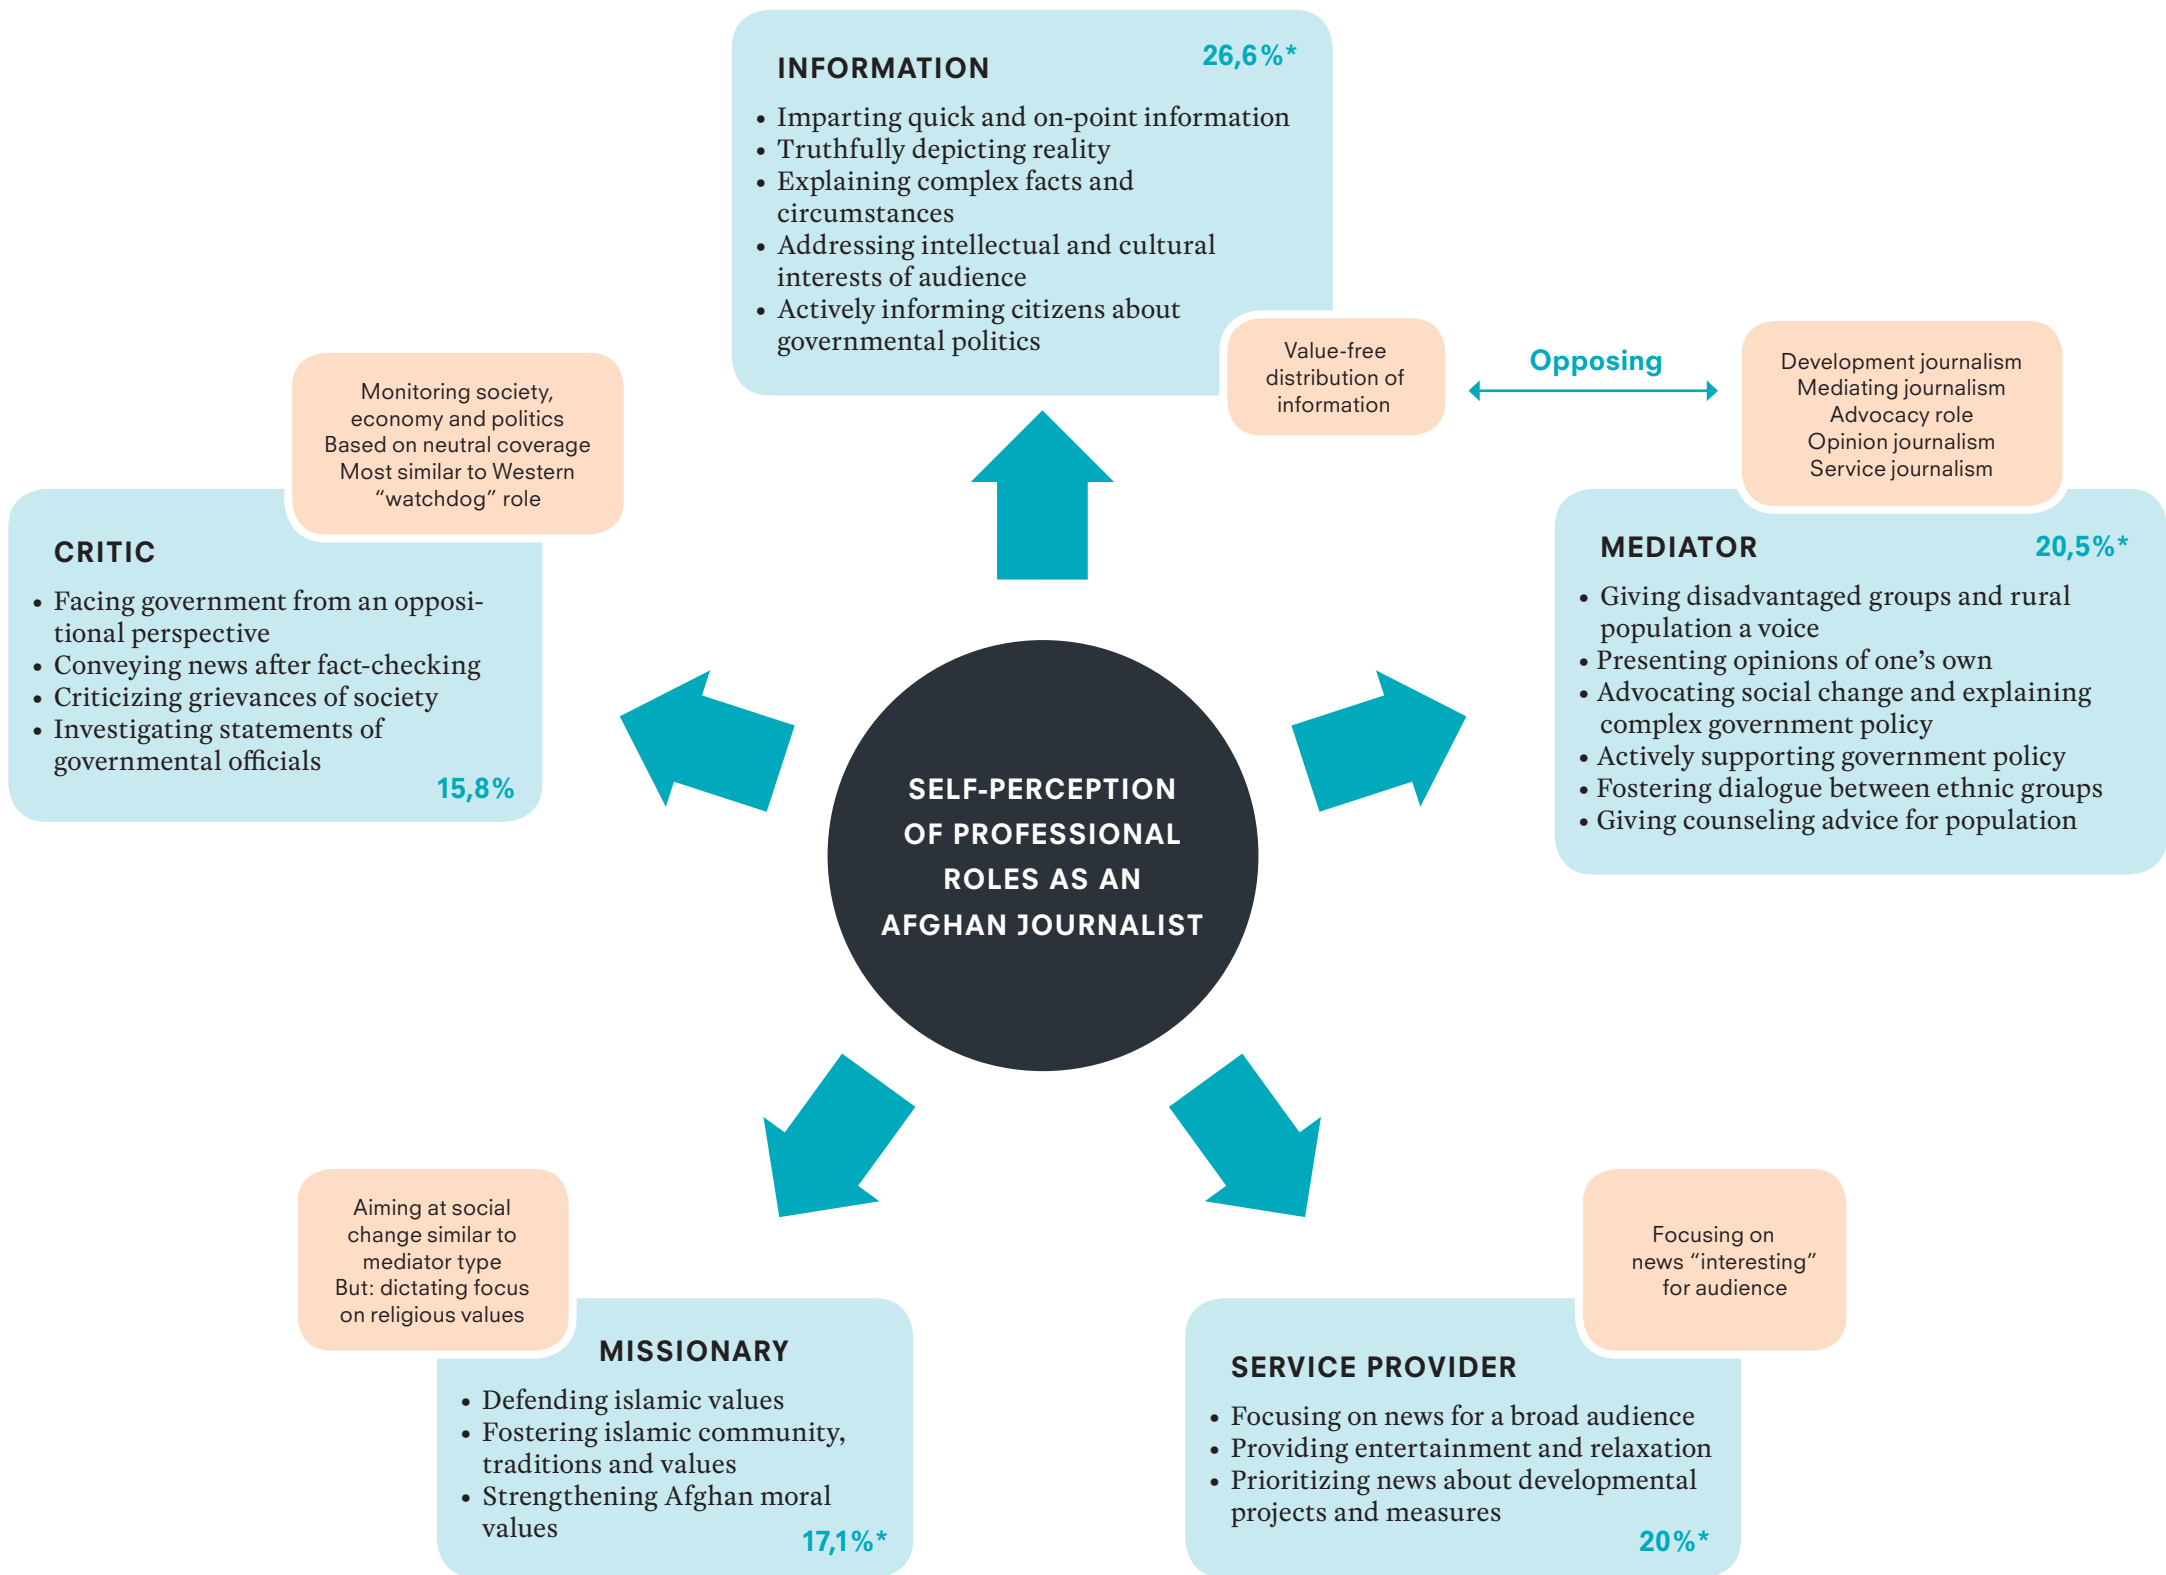 INFORMATION
26,6%*
• Imparting quick and on-point information
• Truthfully depicting reality
• Explaining complex facts and
circumstances
• Addressing intellectual and cultural
interests of audience
• Actively informing citizens about
governmental politics
Value-free
distribution of
information
Opposing
Development journalism
Mediating journalism
Advocacy role
Opinion journalism
Service journalism
MEDIATOR
20,5%*
• Giving disadvantaged groups and rural
population a voice
• Presenting opinions of one’s own
• Advocating social change and explaining
complex government policy
• Actively supporting government policy
• Fostering dialogue between ethnic groups
• Giving counseling advice for population
Monitoring society,
economy and politics
Based on neutral coverage
Most similar to Western
“watchdog” role
CRITIC
• Facing government from an opposi-
tional perspective
• Conveying news after fact-checking
• Criticizing grievances of society
• Investigating statements of
governmental officials
15,8%
SELF-PERCEPTION
OF PROFESSIONAL
ROLES AS AN
AFGHAN JOURNALIST
Aiming at social
change similar to
mediator type
But: dictating focus
on religious values
MISSIONARY
• Defending islamic values
• Fostering islamic community,
traditions and values
• Strengthening Afghan moral
values
17,1%*
Focusing on
news “interesting”
for audience
SERVICE PROVIDER
• Focusing on news for a broad audience
• Providing entertainment and relaxation
• Prioritizing news about developmental
projects and measures
20%*